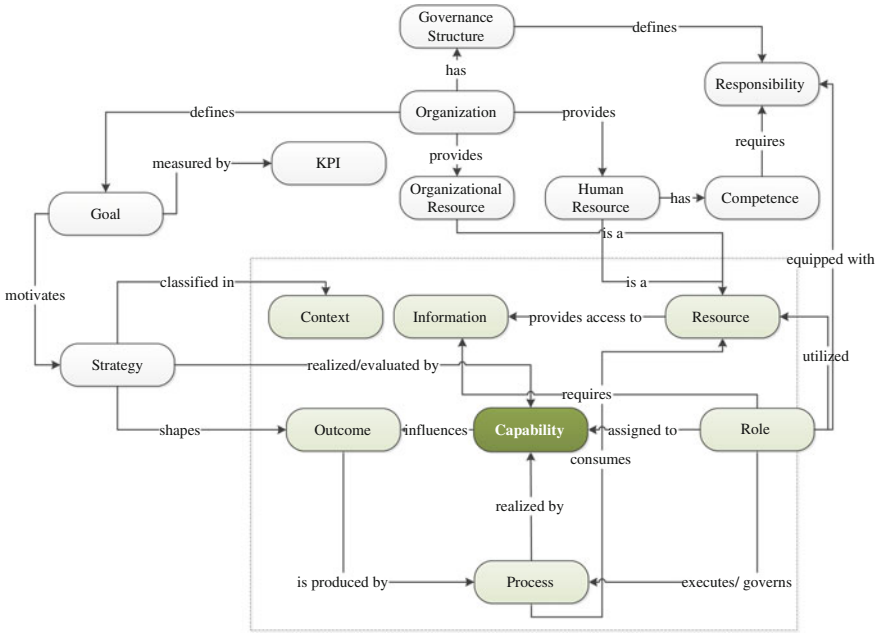 Governance
Structure
defines
has
Responsibility
defines
Organization
provides
requires
measured by
KPI
provides
Goal
Organizational
Resource
Human
Resource
has
Competence
is a
equipped with
motivates
classified in
is a
Context
Information
provides access to
Resource
utilized
Strategy
realized/evaluated by
requires
shapes
Outcome
influences
Capability
assigned to
Role
consumes
realized by
is produced by
Process
executes/ governs